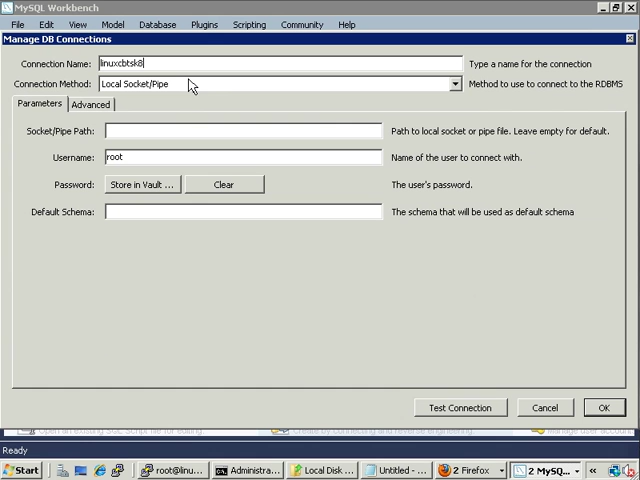 MySQL Workbench
File Edit View Model Database Plugins Scripting Community Help
Manage DB Connections
Connection Name: linuxcbtsk8 Type a name for the connection
Connection Method: Local Socket/Pipe Method to use to connect to the RDBMS
Parameters Advanced
Socket/Pipe Path: Path to local socket or pipe file. Leave empty for default.
Username: root Name of the user to connect with.
Password: Store in Vault ... Clear The user's password.
Default Schema: The schema that will be used as default schema
Test Connection Cancel OK
Ready
Start root@linu... Administra... Local Disk ... Untitled - ... 2 Firefox 2 MySQ...